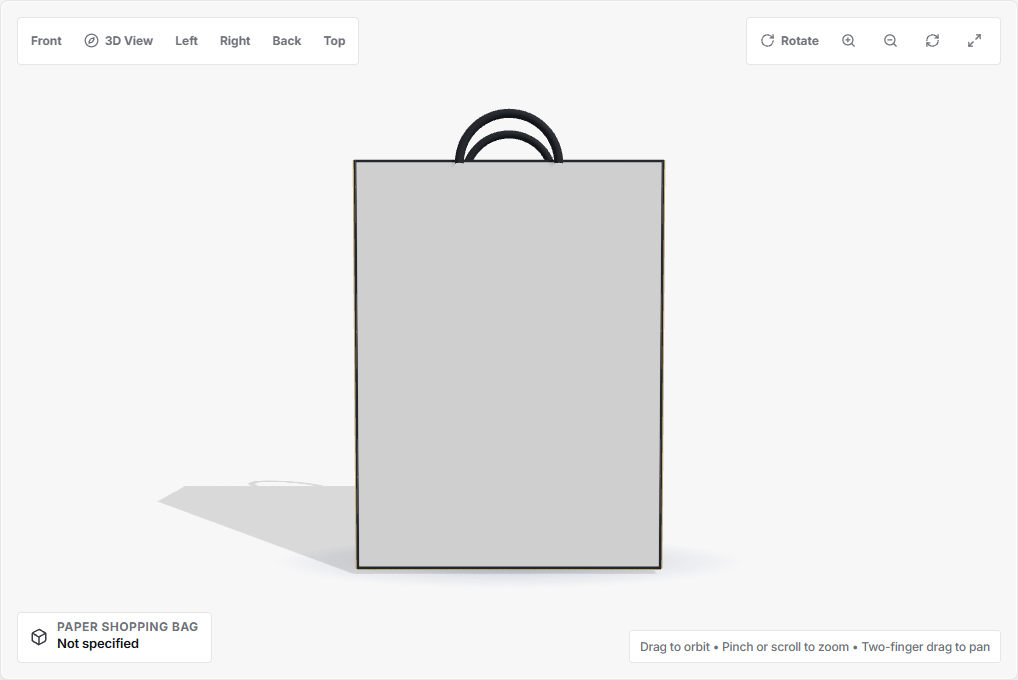 Front
3D View
Left
Right
Back
Top
Rotate
PAPER SHOPPING BAG
Not specified
Drag to orbit • Pinch or scroll to zoom • Two-finger drag to pan